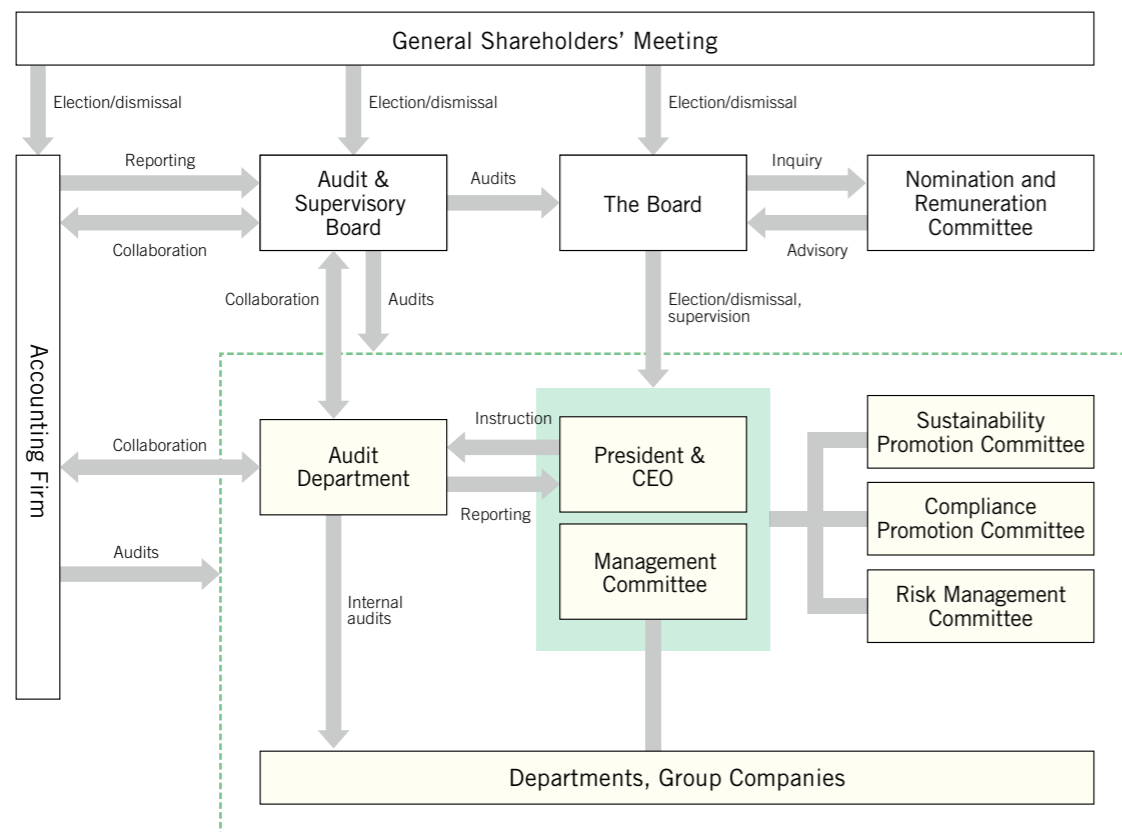 General Shareholders’ Meeting
Election/dismissal
Election/dismissal
Election/dismissal
Reporting
Collaboration
Audit &
Supervisory
Board
Audits
The Board
Inquiry
Advisory
Nomination and
Remuneration
Committee
Collaboration
Audits
Election/dismissal,
supervision
Accounting Firm
Collaboration
Audits
Audit
Department
Instruction
Reporting
President &
CEO
Management
Committee
Sustainability
Promotion Committee
Compliance
Promotion Committee
Risk Management
Committee
Internal
audits
Departments, Group Companies